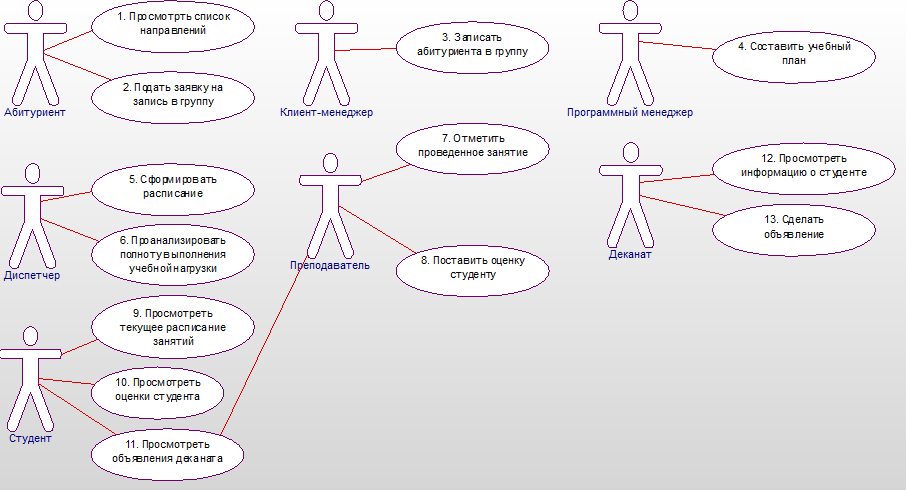 1. Просмотрть список
направлений
2. Подать заявку на
запись в группу
Абитуриент
3. Записать
абитуриента в группу
Клиент-менеджер
4. Составить учебный
план
Программный менеджер
5. Сформировать
расписание
6. Проанализировать
полноту выполнения
учебной нагрузки
Диспетчер
7. Отметить
проведенное занятие
Преподаватель
8. Поставить оценку
студенту
12. Просмотреть
информацию о студенте
13. Сделать
объявление
Деканат
9. Просмотреть
текущее расписание
занятий
10. Просмотреть
оценки студента
11. Просмотреть
объявления деканата
Студент